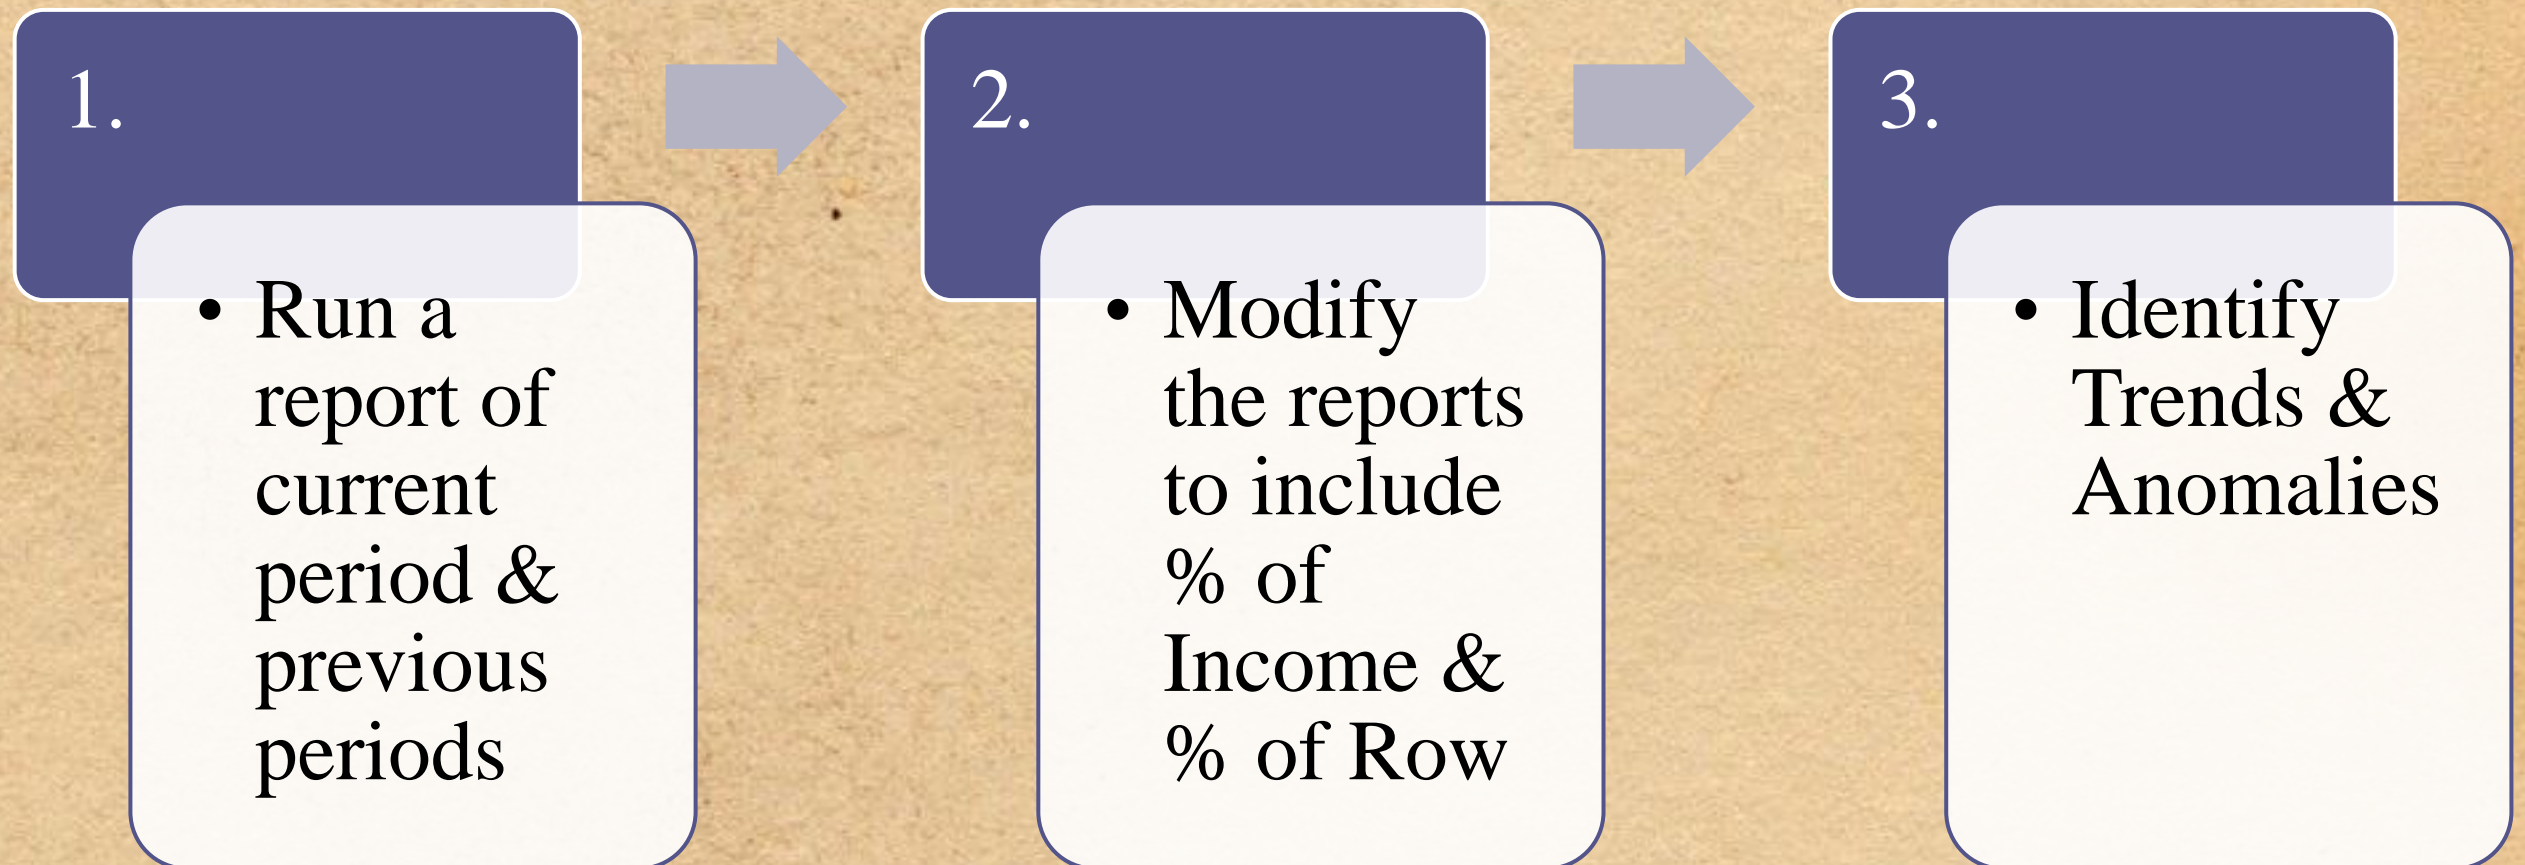 1.
• Run a
report of
current
period &
previous
periods
2.
• Modify
the reports
to include
% of
Income &
% of Row
3.
• Identify
Trends &
Anomalies